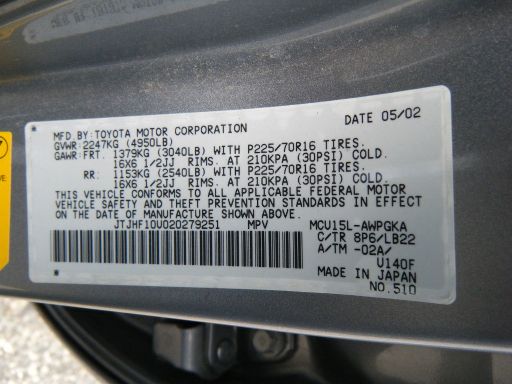 MFD.BY:TOYOTA MOTOR CORPORATION DATE 05/02
GVWR:2247KG (4950LB)
GAWR:FRT. 1379KG (3040LB) WITH P225/70R16 TIRES.
16X6 1/2JJ RIMS. AT 210KPA (30PSI) COLD.
RR: 1153KG (2540LB) WITH P225/70R16 TIRES.
16X6 1/2JJ RIMS. AT 210KPA (30PSI) COLD.
THIS VEHICLE CONFORMS TO ALL APPLICABLE FEDERAL MOTOR
VEHICLE SAFETY AND THEFT PREVENTION STANDARDS IN EFFECT
ON THE DATE OF MANUFACTURE SHOWN ABOVE.
JTJHF10U020279251 MPV MCU15L-AWPGKA
C/TR 8P6/LB22
A/TM -02A/
U140F
MADE IN JAPAN
NO.510